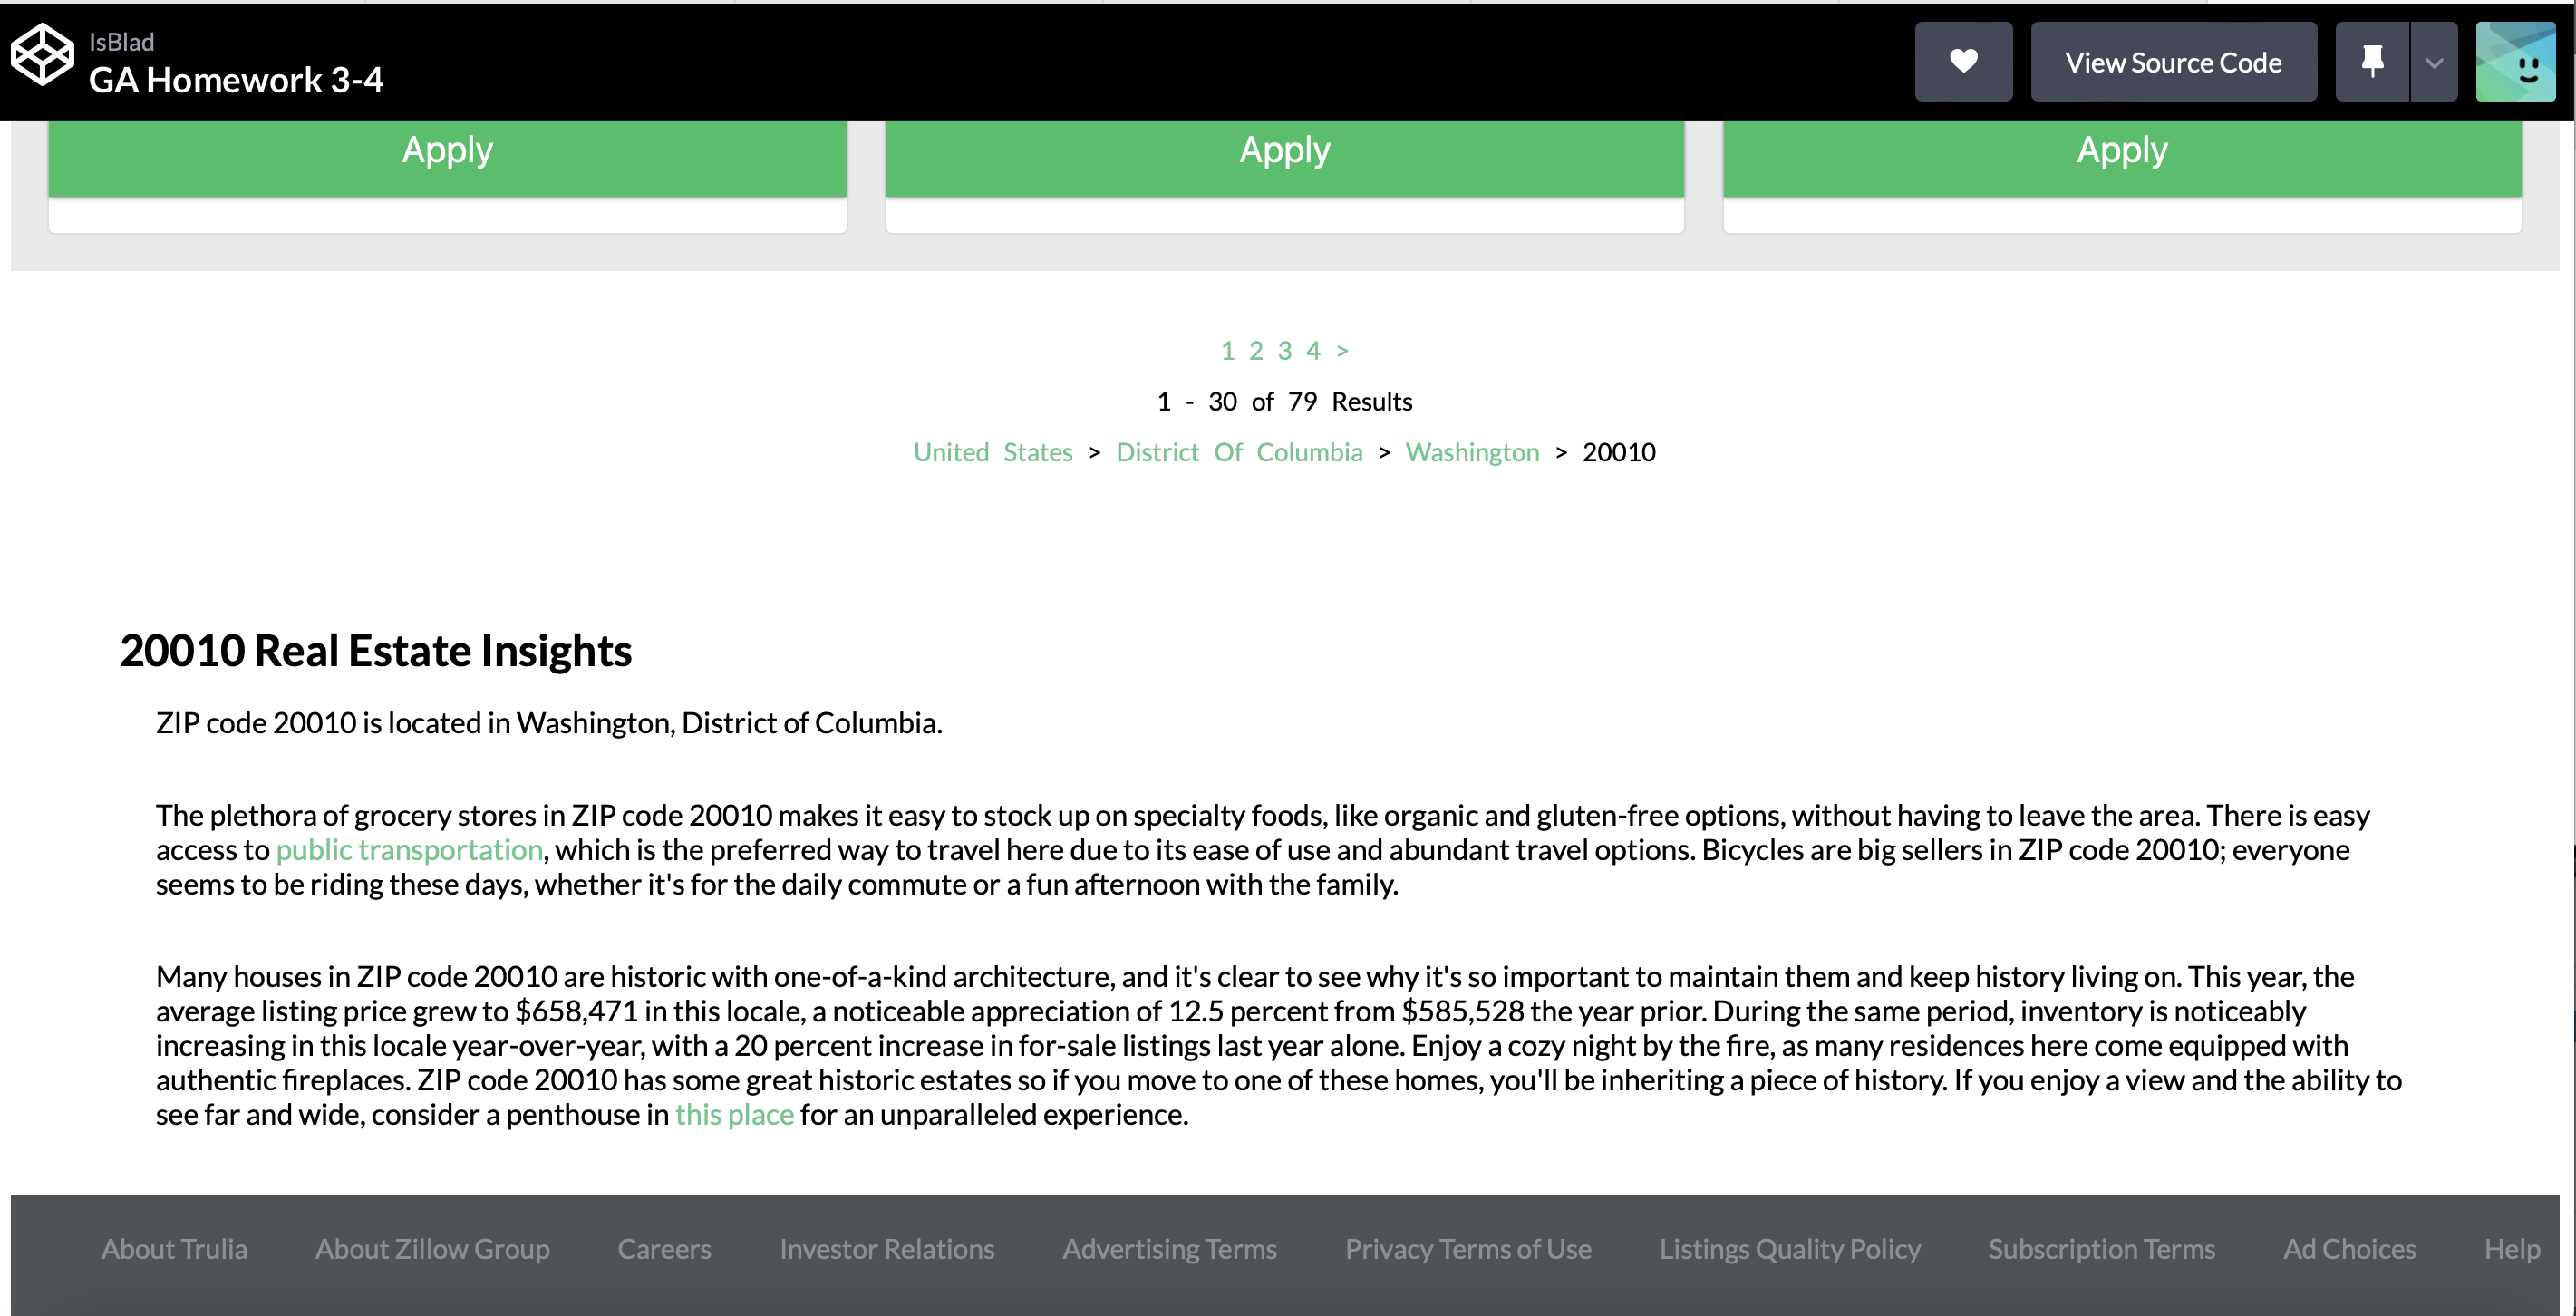 IsBlad
GA Homework 3-4
View Source Code
Apply
Apply
Apply
1 2 3 4 >
1 - 30 of 79 Results
United States > District Of Columbia > Washington > 20010
20010 Real Estate Insights
ZIP code 20010 is located in Washington, District of Columbia.
The plethora of grocery stores in ZIP code 20010 makes it easy to stock up on specialty foods, like organic and gluten-free options, without having to leave the area. There is easy
access to public transportation, which is the preferred way to travel here due to its ease of use and abundant travel options. Bicycles are big sellers in ZIP code 20010; everyone
seems to be riding these days, whether it's for the daily commute or a fun afternoon with the family.
Many houses in ZIP code 20010 are historic with one-of-a-kind architecture, and it's clear to see why it's so important to maintain them and keep history living on. This year, the
average listing price grew to $658,471 in this locale, a noticeable appreciation of 12.5 percent from $585,528 the year prior. During the same period, inventory is noticeably
increasing in this locale year-over-year, with a 20 percent increase in for-sale listings last year alone. Enjoy a cozy night by the fire, as many residences here come equipped with
authentic fireplaces. ZIP code 20010 has some great historic estates so if you move to one of these homes, you'll be inheriting a piece of history. If you enjoy a view and the ability to
see far and wide, consider a penthouse in this place for an unparalleled experience.
About Trulia About Zillow Group Careers Investor Relations Advertising Terms Privacy Terms of Use Listings Quality Policy Subscription Terms Ad Choices Help